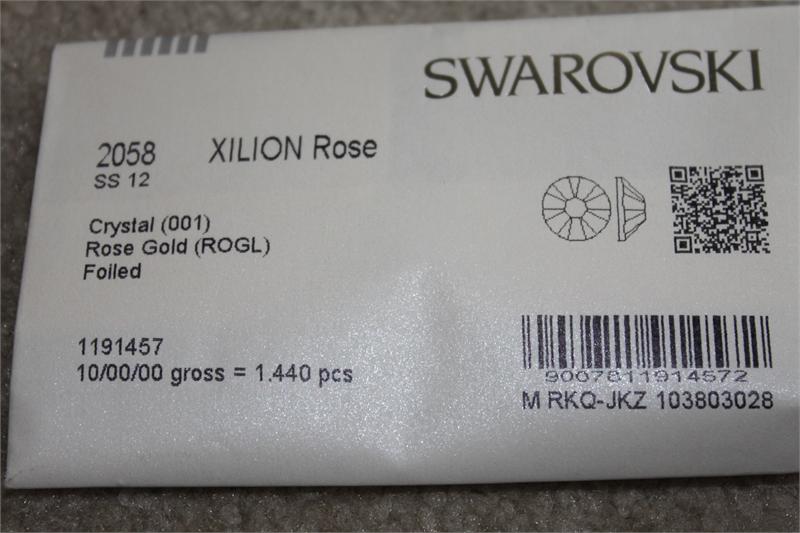 SWAROVSKI
2058 XILION Rose
SS 12
Crystal (001)
Rose Gold (ROGL)
Foiled
1191457
10/00/00 gross = 1.440 pcs
9007811914572
M RKQ-JKZ 103803028